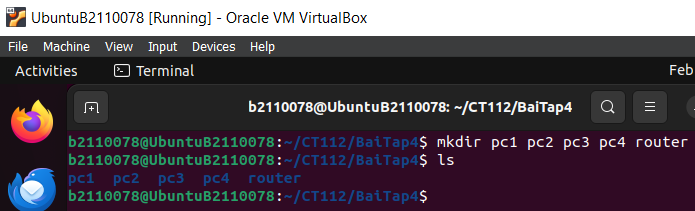 UbuntuB2110078 [Running] - Oracle VM VirtualBox
File Machine View Input Devices Help
Activities Terminal Feb
b2110078@UbuntuB2110078: ~/CT112/BaiTap4
b2110078@UbuntuB2110078:~/CT112/BaiTap4$ mkdir pc1 pc2 pc3 pc4 router
b2110078@UbuntuB2110078:~/CT112/BaiTap4$ ls
pc1 pc2 pc3 pc4 router
b2110078@UbuntuB2110078:~/CT112/BaiTap4$